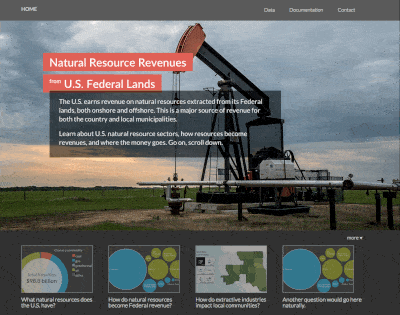 HOME Data Documentation Contact
Natural Resource Revenues
from U.S. Federal Lands
The U.S. earns revenue on natural resources extracted from its Federal
lands, both onshore and offshore. This is a major source of revenue for
both the country and local municipalities.
Learn about U.S. natural resource sectors, how resources become
revenues, and where the money goes. Go on, scroll down.
more
$90.0 billion
What natural resources does
the U.S. have?
How do natural resources
become Federal revenue?
How do extractive industries
impact local communities?
Another question would go here
naturally.